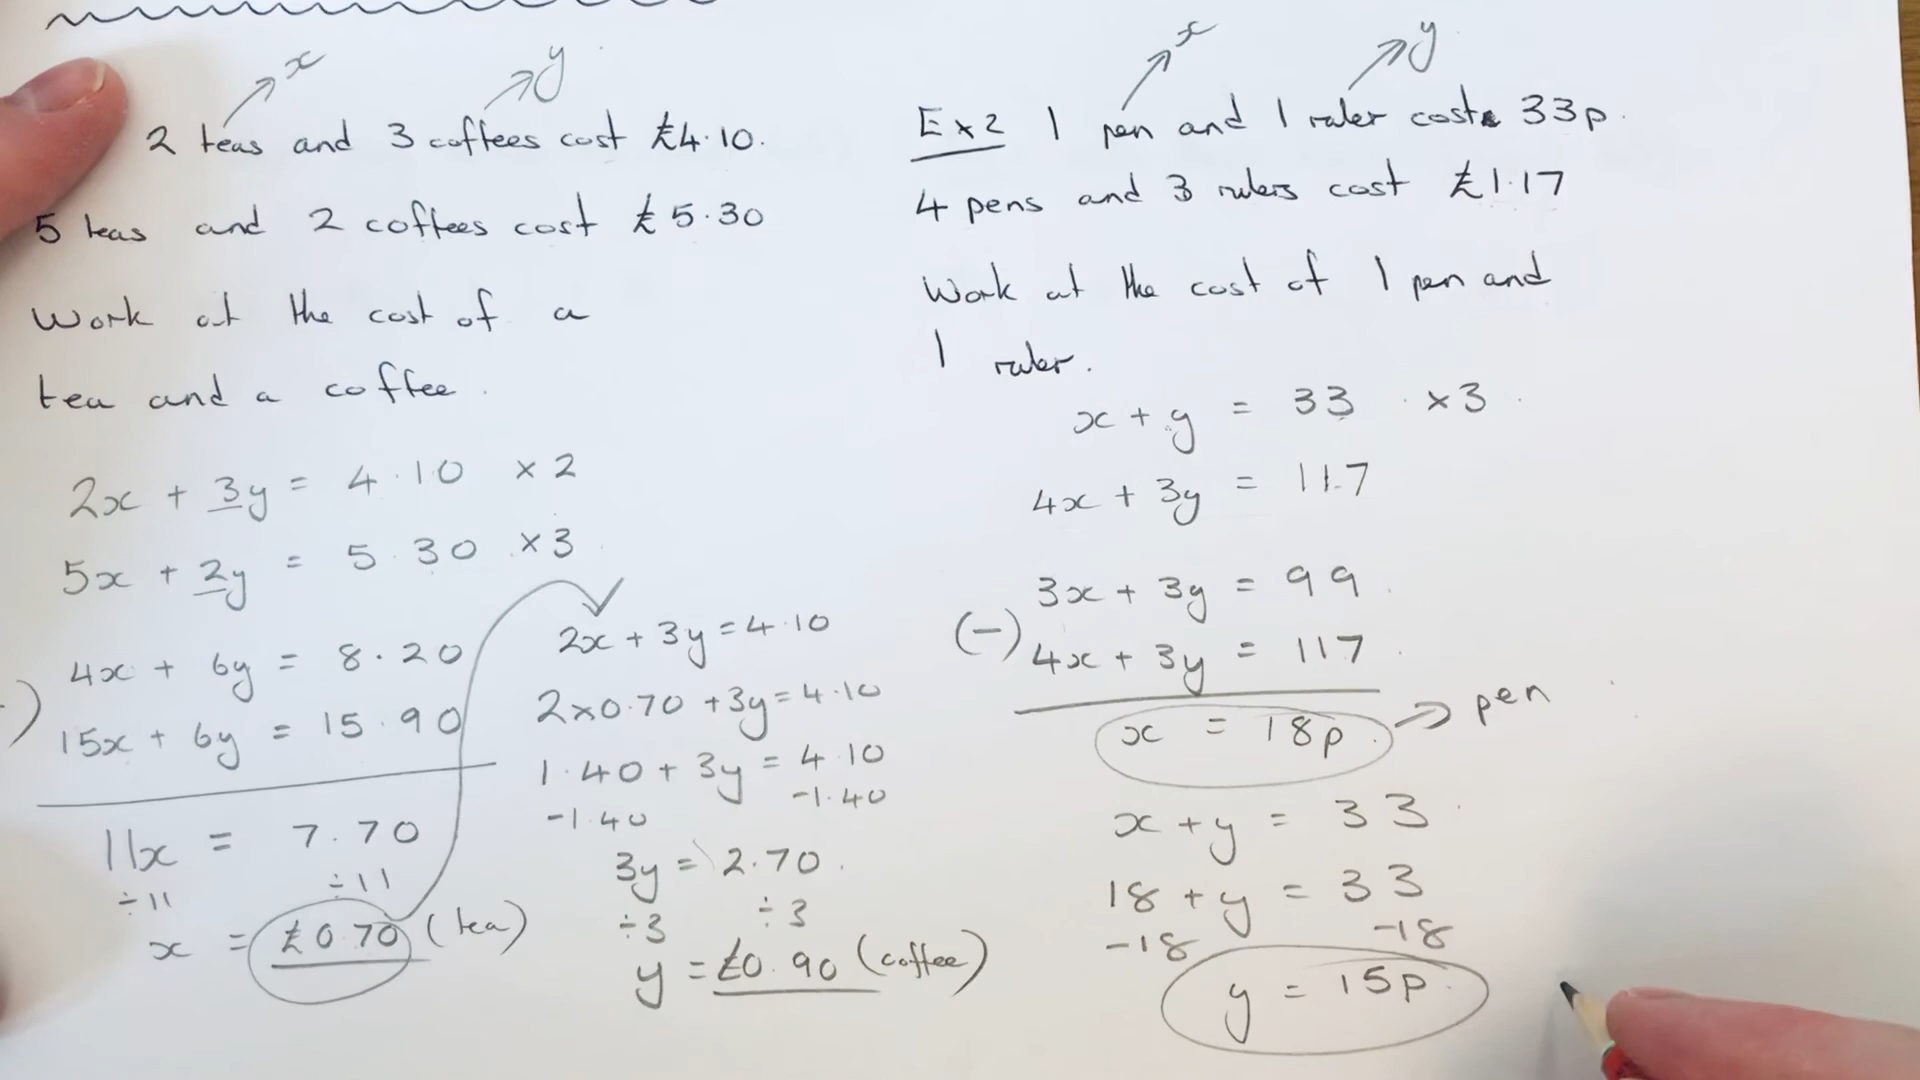 x
y
2 teas and 3 coffees cost £4.10.
5 teas and 2 coffees cost £5.30
Work out the cost of a
tea and a coffee.
2x + 3y = 4.10 ×2
5x + 2y = 5.30 ×3
4x + 6y = 8.20
-) 15x + 6y = 15.90
11x = 7.70
÷11 ÷11
x = £0.70 (tea)
2x + 3y = 4.10
2×0.70 + 3y = 4.10
1.40 + 3y = 4.10
-1.40 -1.40
3y = 2.70
÷3 ÷3
y = £0.90 (coffee)
x
y
Ex2 1 pen and 1 ruler costs 33p.
4 pens and 3 rulers cost £1.17
Work out the cost of 1 pen and
1 ruler.
x + y = 33 ×3
4x + 3y = 117
3x + 3y = 99
(-) 4x + 3y = 117
x = 18p → pen
x + y = 33
18 + y = 33
-18 -18
y = 15p